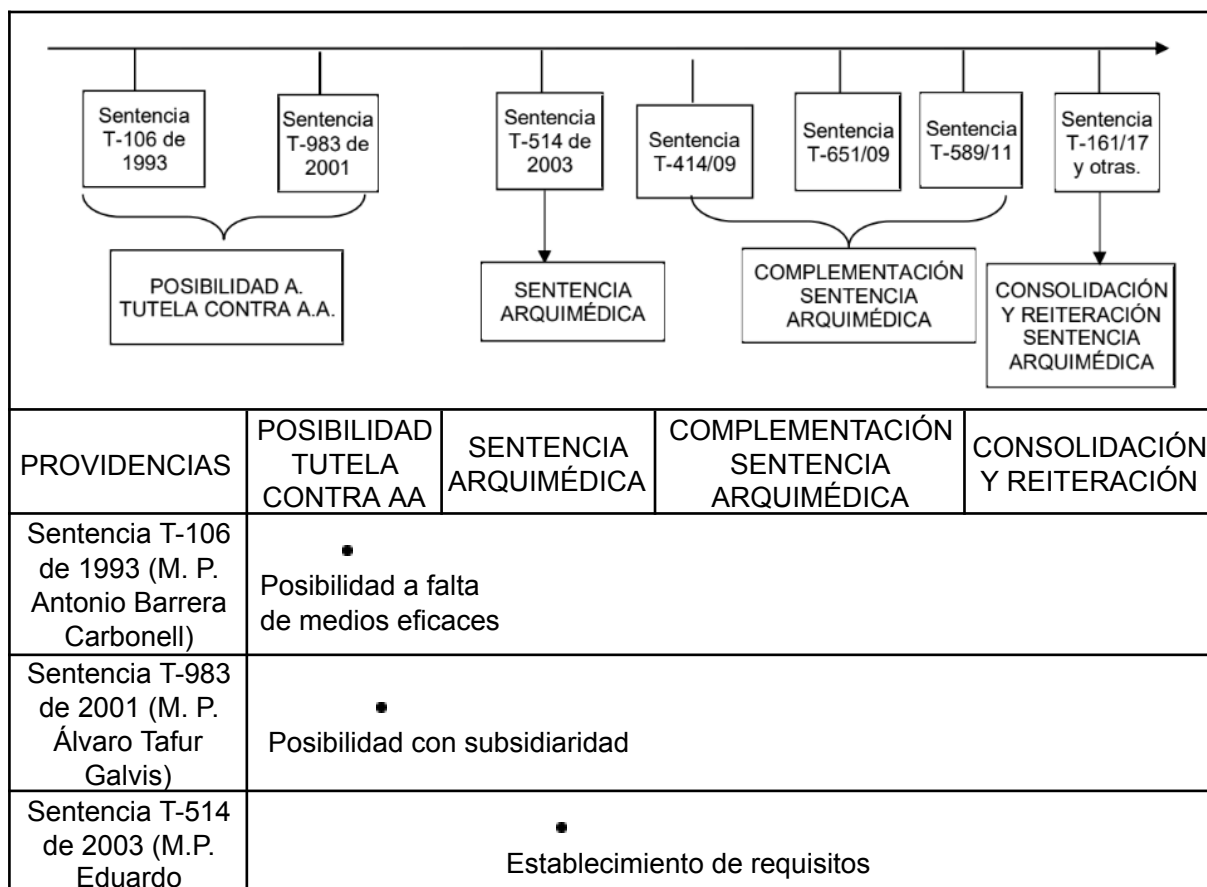 Sentencia
T-106 de
1993
Sentencia
T-983 de
2001
Sentencia
T-514 de
2003
Sentencia
T-414/09
Sentencia
T-651/09
Sentencia
T-589/11
Sentencia
T-161/17
y otras.
POSIBILIDAD A.
TUTELA CONTRA A.A.
SENTENCIA
ARQUIMÉDICA
COMPLEMENTACIÓN
SENTENCIA
ARQUIMÉDICA
CONSOLIDACIÓN
Y REITERACIÓN
SENTENCIA
ARQUIMÉDICA
PROVIDENCIAS
POSIBILIDAD
TUTELA
CONTRA AA
SENTENCIA
ARQUIMÉDICA
COMPLEMENTACIÓN
SENTENCIA
ARQUIMÉDICA
CONSOLIDACIÓN
Y REITERACIÓN
Sentencia T-106
de 1993 (M. P.
Antonio Barrera
Carbonell)
Posibilidad a falta
de medios eficaces
Sentencia T-983
de 2001 (M. P.
Álvaro Tafur
Galvis)
Posibilidad con subsidiaridad
Sentencia T-514
de 2003 (M.P.
Eduardo
Establecimiento de requisitos